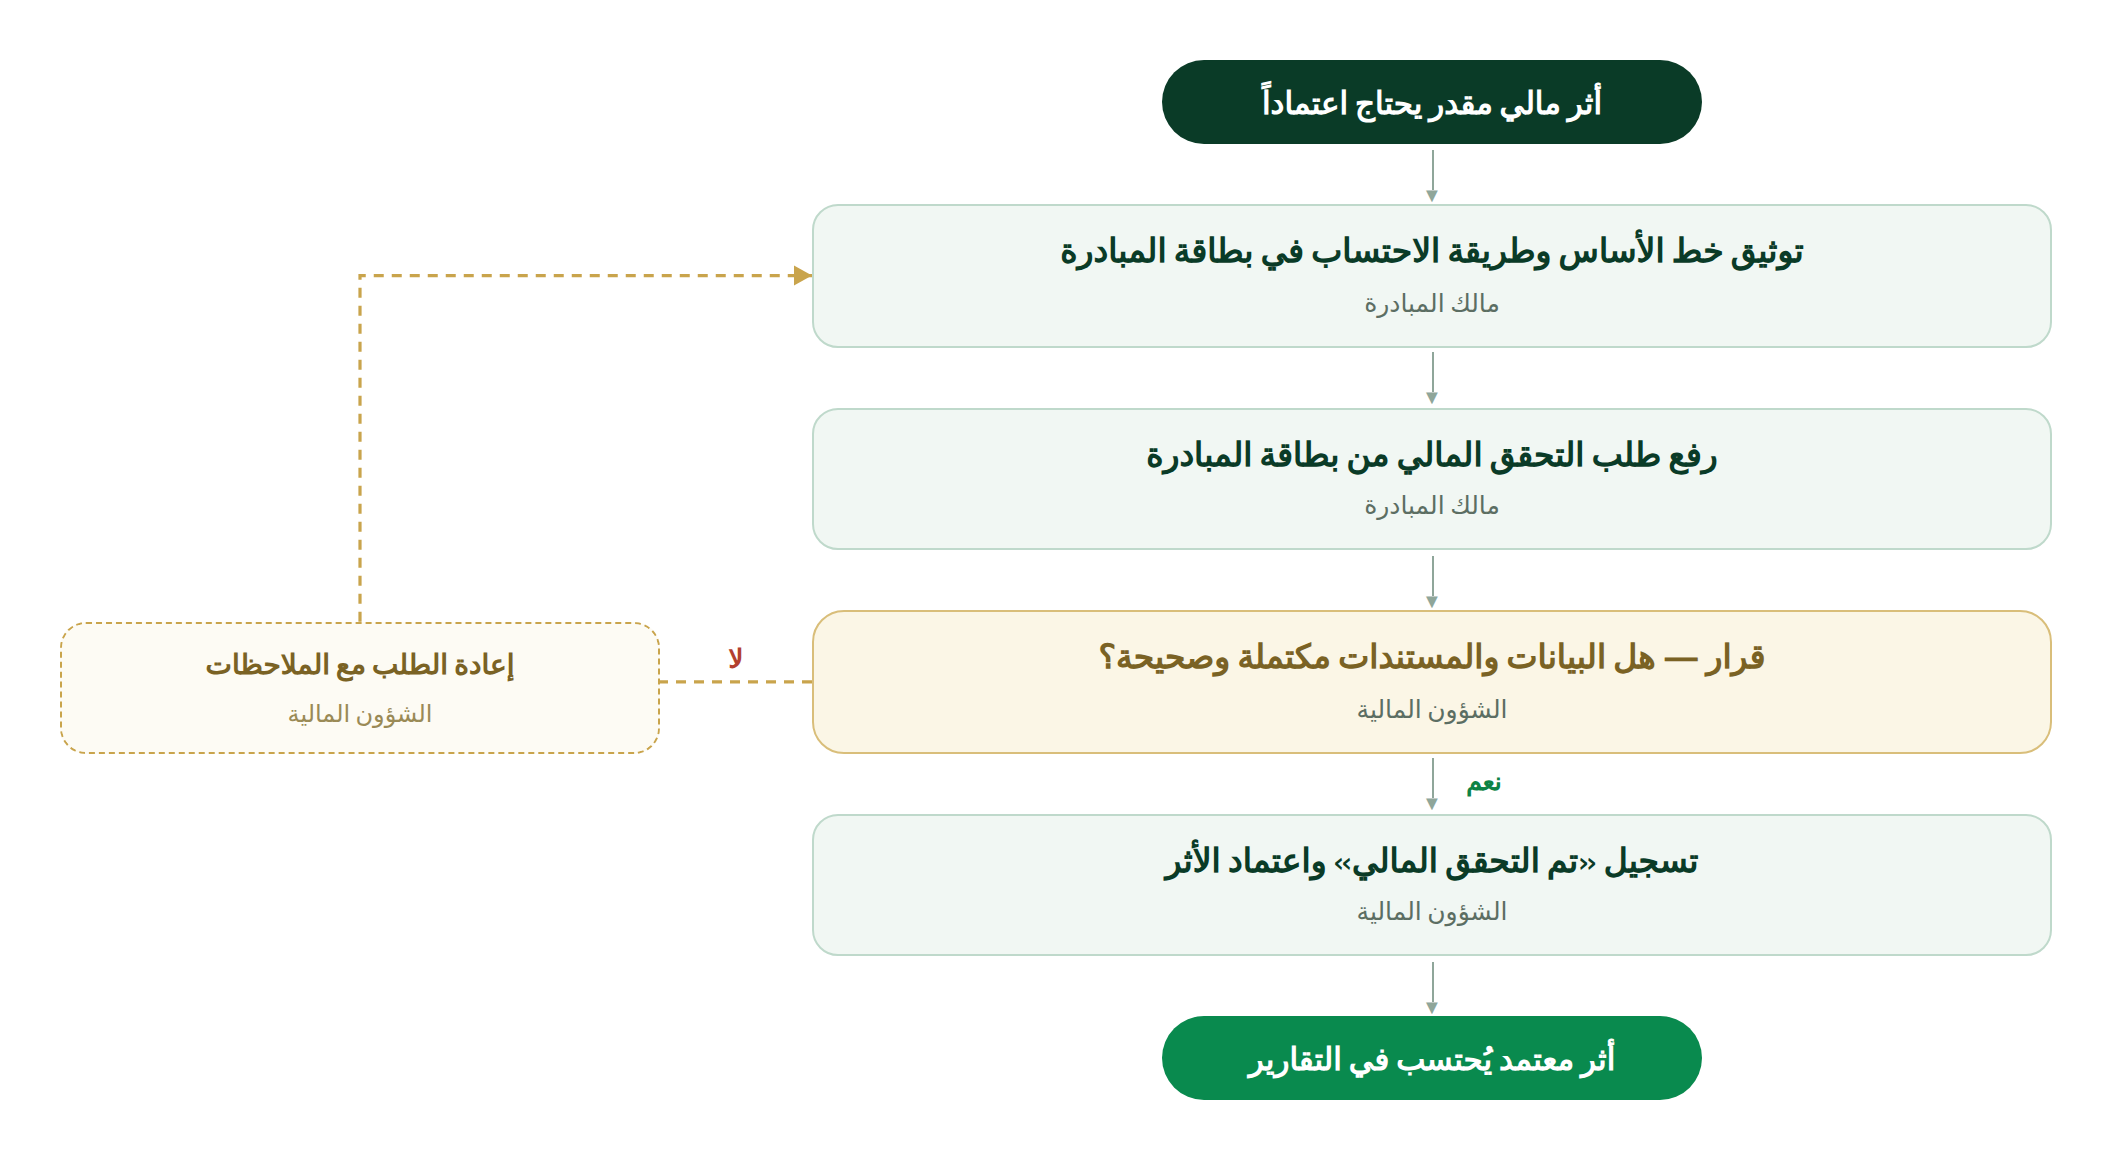 أثر مالي مقدر يحتاج اعتماداً
توثيق خط الأساس وطريقة الاحتساب في بطاقة المبادرة
مالك المبادرة
رفع طلب التحقق المالي من بطاقة المبادرة
مالك المبادرة
قرار — هل البيانات والمستندات مكتملة وصحيحة؟
الشؤون المالية
لا
إعادة الطلب مع الملاحظات
الشؤون المالية
نعم
تسجيل «تم التحقق المالي» واعتماد الأثر
الشؤون المالية
أثر معتمد يُحتسب في التقارير